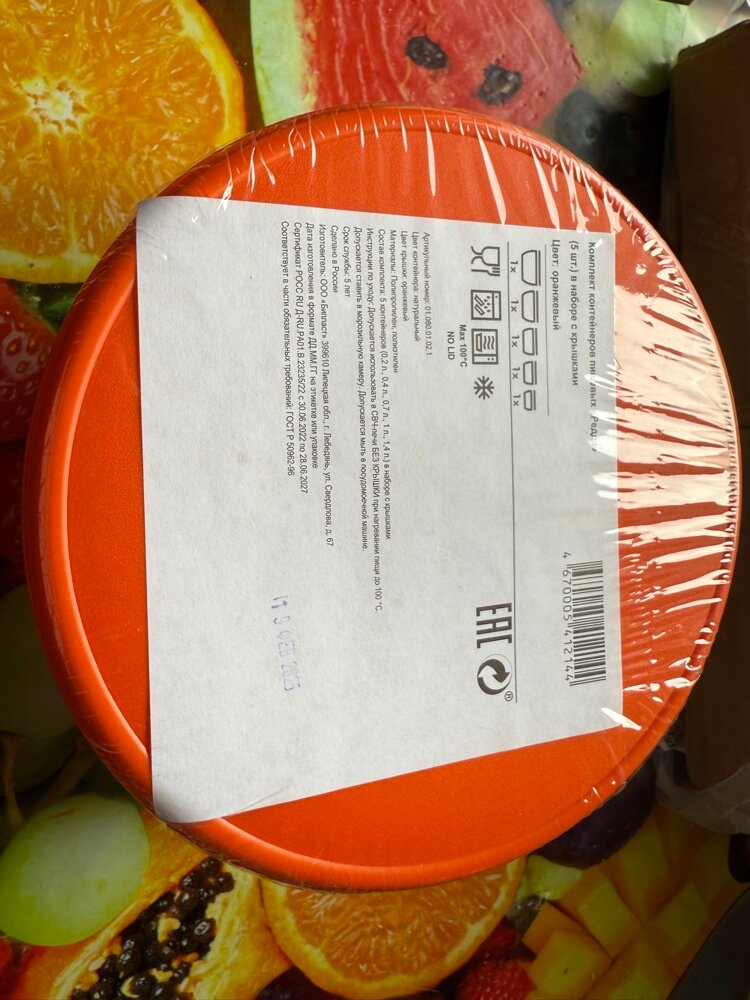 Комплект контейнеров пищевых
(5 шт.) в наборе с крышками
Цвет: оранжевый
4 670005 412144
1x 1x 1x 1x 1x
Max 100°C
NO LID
EAC
®
Артикульный номер: 01.060.01.02.1
Цвет контейнера: натуральный
Цвет крышки: оранжевый
Материалы: Полипропилен, полиэтилен
Состав комплекта: 5 контейнеров (0,2 л., 0,4 л., 0,7 л., 1 л., 1,4 л.) в наборе с крышками
Инструкции по уходу: Допускается использовать в СВЧ-печи БЕЗ КРЫШКИ при нагревании пищи до 100 °C.
Допускается ставить в морозильную камеру. Допускается мыть в посудомоечной машине.
Срок службы: 5 лет
Сделано в России
Изготовитель: ООО «Бипласт» 399610 Липецкая обл., г. Лебедянь, ул. Свердлова, д. 67
Дата изготовления в формате ДД.ММ.ГГ на этикетке или упаковке
Сертификат РОСС RU Д-RU.РА01.В.23235/22 с 30.06.2022 по 28.06.2027
Соответствует в части обязательных требований: ГОСТ Р 50962-96
ФЕВ 2025